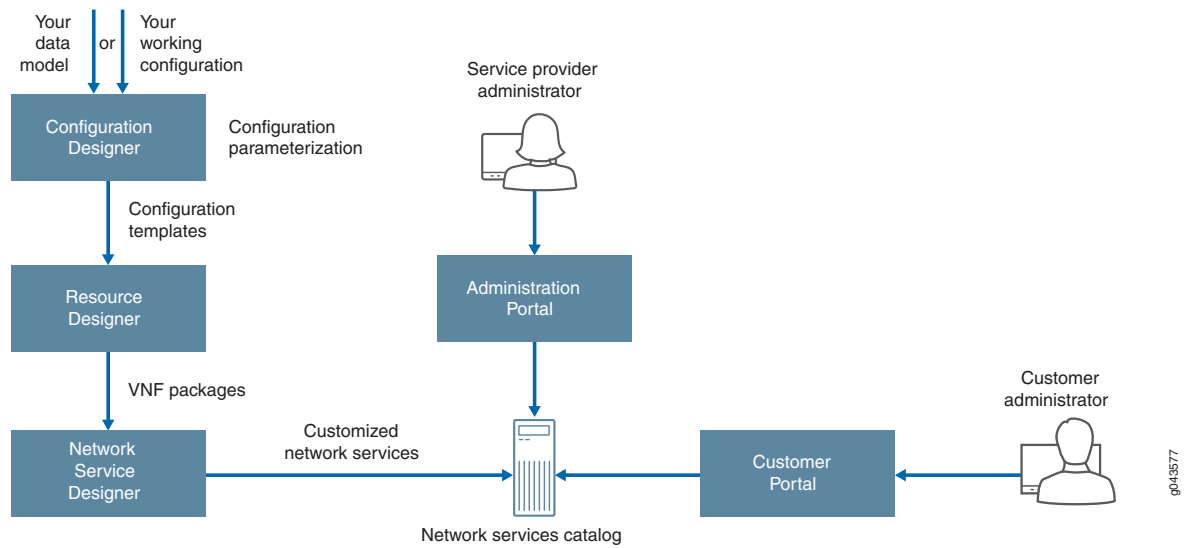 Your
data
model
or
Your
working
configuration
Configuration
Designer
Configuration
parameterization
Configuration
templates
Resource
Designer
VNF packages
Network
Service
Designer
Customized
network services
Service provider
administrator
Administration
Portal
Network services catalog
Customer
Portal
Customer
administrator
g043577